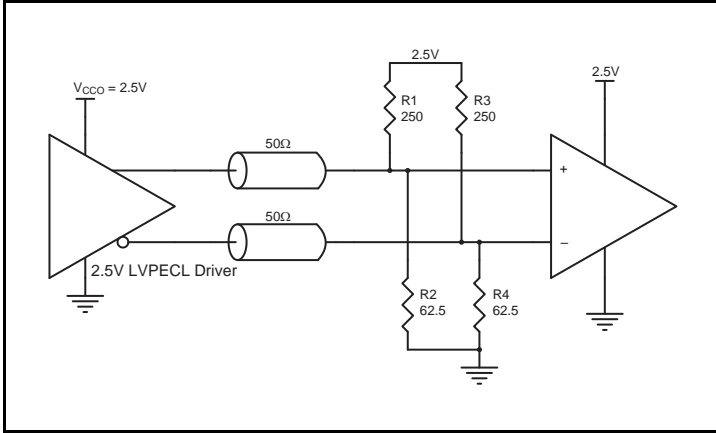 2.5V
V_CCO = 2.5V
2.5V
R1
250
R3
250
50Ω
+
50Ω
−
2.5V LVPECL Driver
R2
62.5
R4
62.5